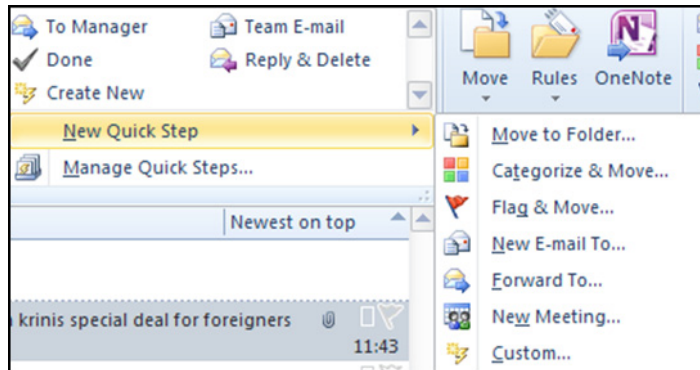 To Manager
Team E-mail
Done
Reply & Delete
Create New
Move
Rules
OneNote
New Quick Step
Manage Quick Steps...
Move to Folder...
Categorize & Move...
Flag & Move...
New E-mail To...
Forward To...
New Meeting...
Custom...
Newest on top
krinis special deal for foreigners
11:43